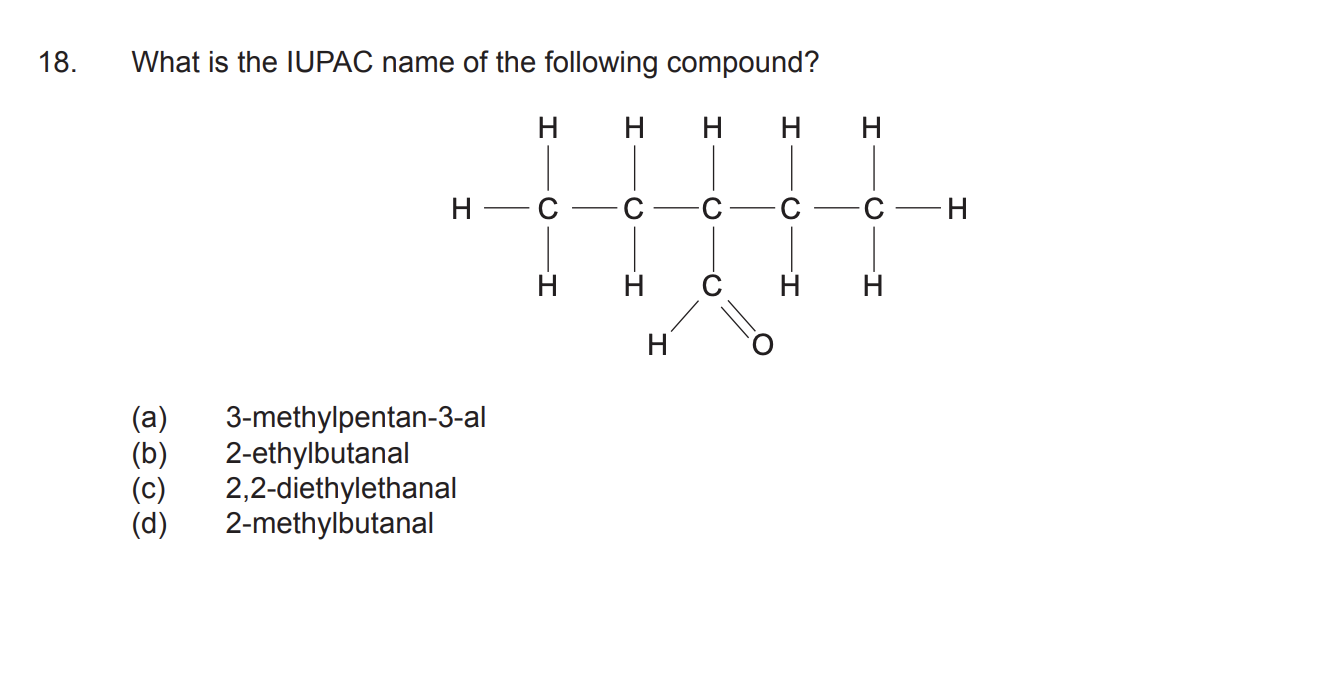 18. What is the IUPAC name of the following compound?
H H H H H
H C C C C C H
H H C H H
H O
(a) 3-methylpentan-3-al
(b) 2-ethylbutanal
(c) 2,2-diethylethanal
(d) 2-methylbutanal